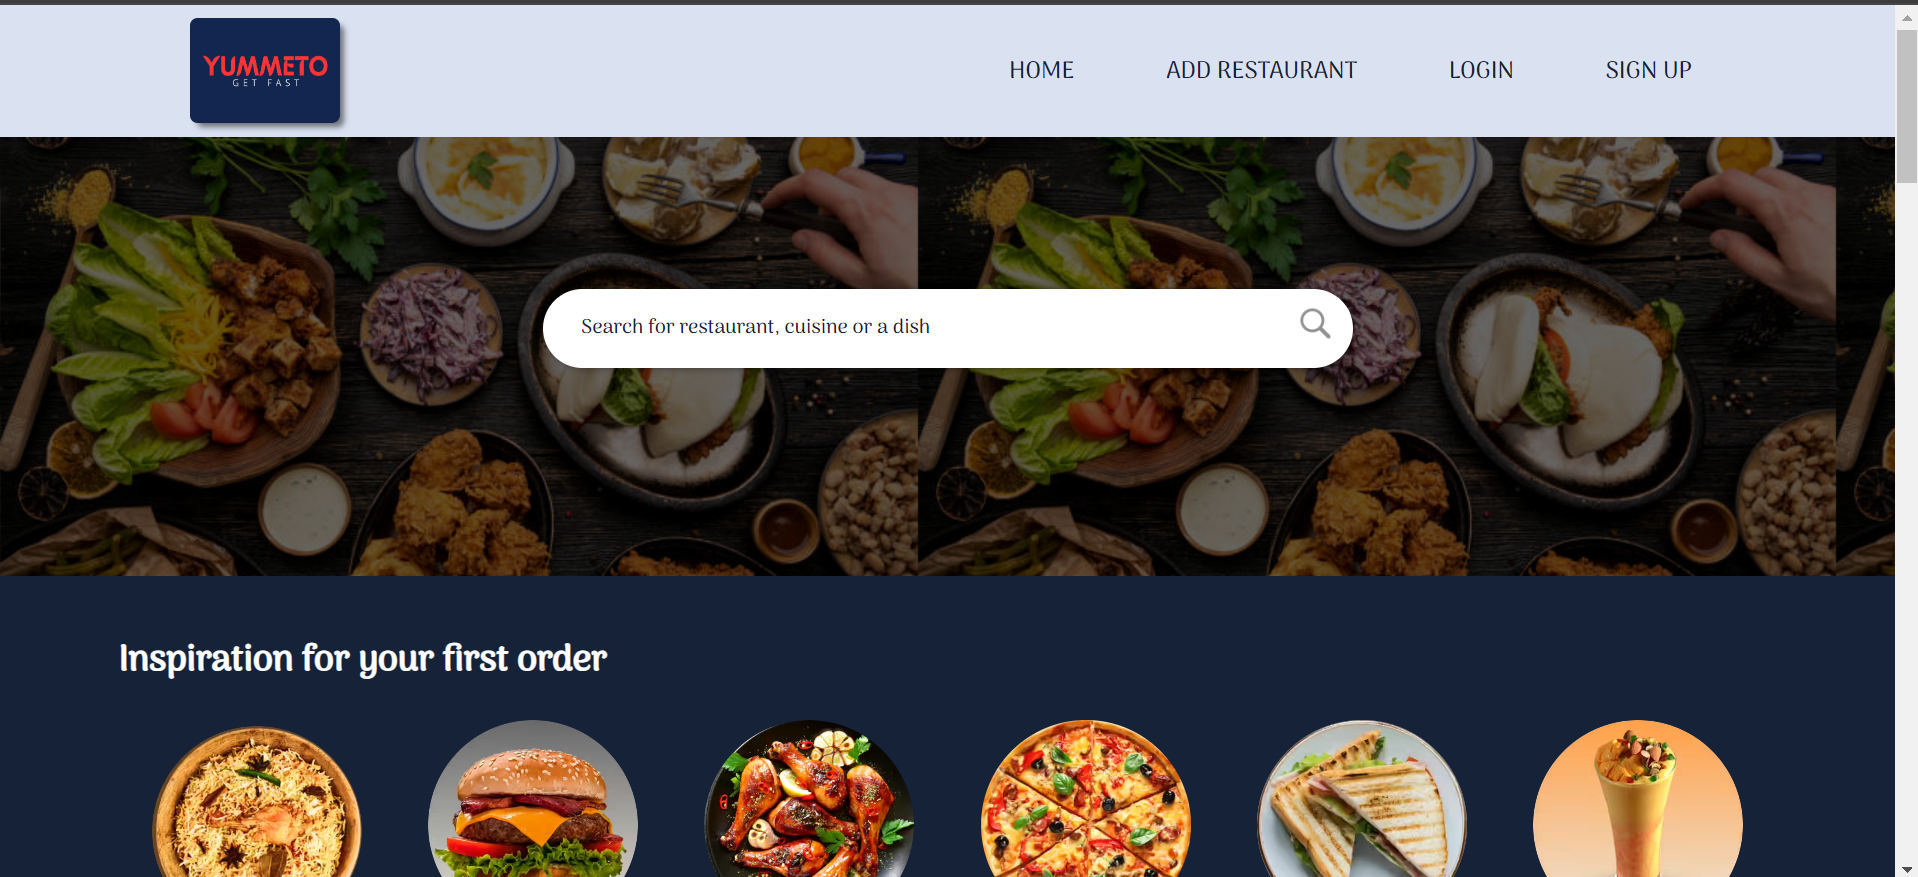 YUMMETO
GET FAST
HOME
ADD RESTAURANT
LOGIN
SIGN UP
Search for restaurant, cuisine or a dish
Inspiration for your first order